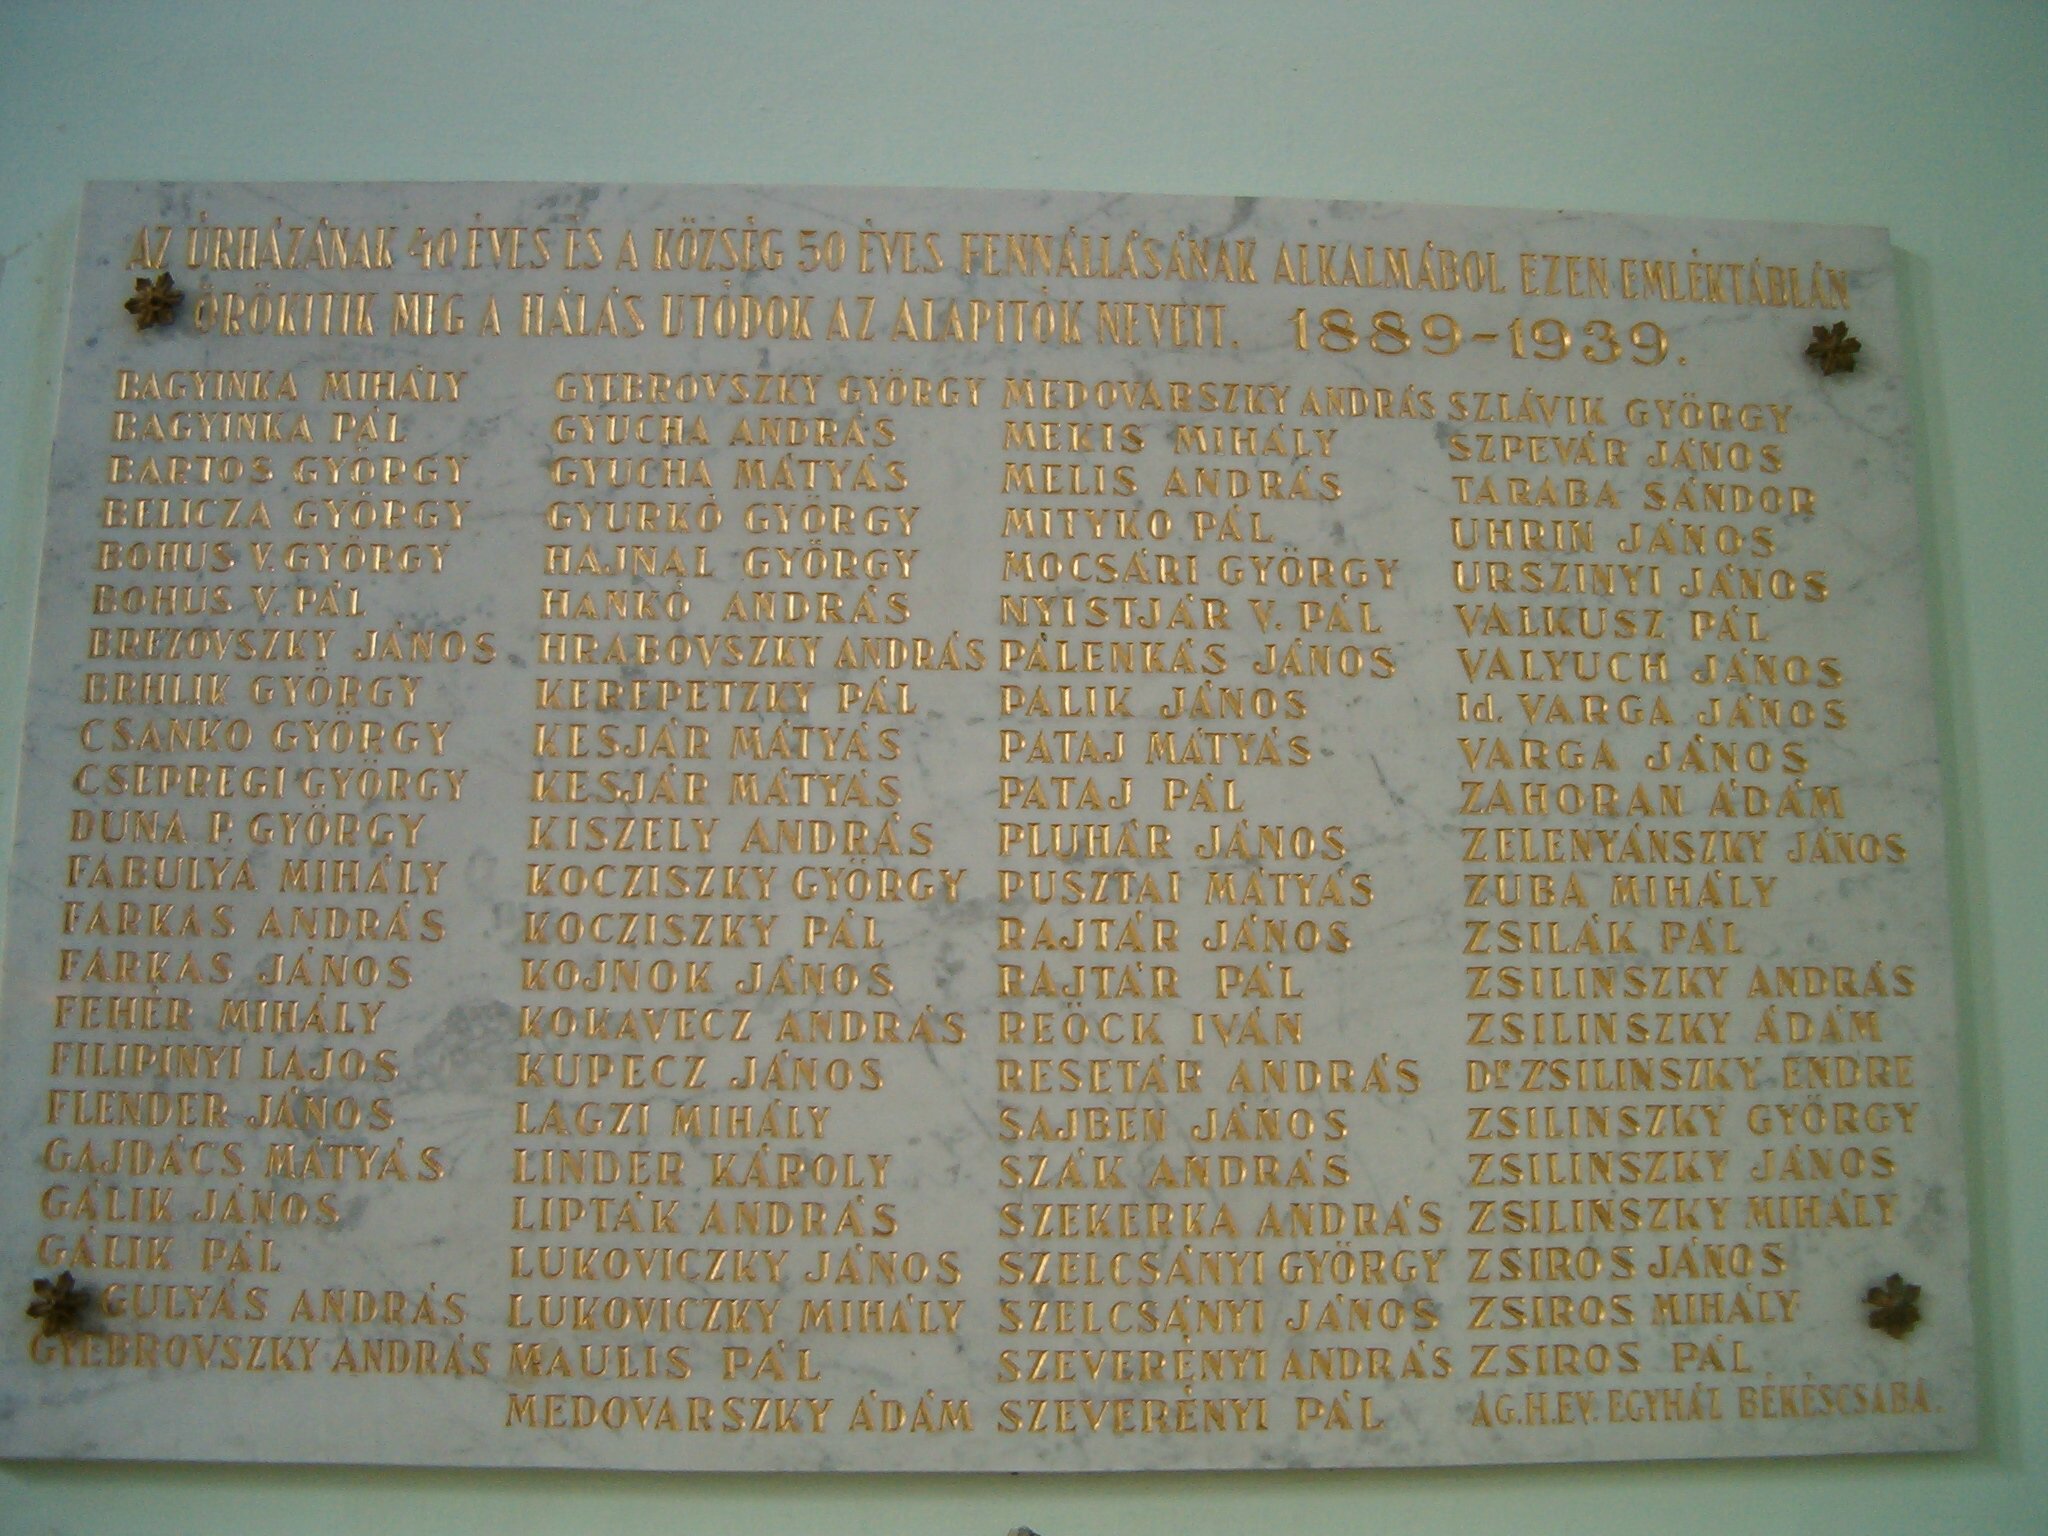 AZ ÚRHÁZÁNAK 40 ÉVES ÉS A KÖZSÉG 50 ÉVES FENNÁLLÁSÁNAK ALKALMÁBOL EZEN EMLÉKTÁBLÁN
ÖRÖKITIK MEG A HÁLÁS UTÓDOK AZ ALAPITÓK NEVEIT. 1889-1939.
BAGYINKA MIHÁLY
BAGYINKA PÁL
BARTOS GYÖRGY
BELICZA GYÖRGY
BOHUS V. GYÖRGY
BOHUS V. PÁL
BREZOVSZKY JÁNOS
BRHLIK GYÖRGY
CSANKO GYÖRGY
CSEPREGI GYÖRGY
DUNA P. GYÖRGY
FABULYA MIHÁLY
FARKAS ANDRÁS
FARKAS JÁNOS
FEHÉR MIHÁLY
FILIPINYI LAJOS
FLENDER JÁNOS
GAJDÁCS MÁTYÁS
GÁLIK JÁNOS
GÁLIK PÁL
GULYÁS ANDRÁS
GYEBROVSZKY ANDRÁS
GYEBROVSZKY GYÖRGY
GYUCHA ANDRÁS
GYUCHA MÁTYÁS
GYURKÓ GYÖRGY
HAJNAL GYÖRGY
HANKÓ ANDRÁS
HRABOVSZKY ANDRÁS
KEREPETZKY PÁL
KESJÁR MÁTYÁS
KESJÁR MÁTYÁS
KISZELY ANDRÁS
KOCZISZKY GYÖRGY
KOCZISZKY PÁL
KOJNOK JÁNOS
KOKAVECZ ANDRÁS
KUPECZ JÁNOS
LAGZI MIHÁLY
LINDER KÁROLY
LIPTÁK ANDRÁS
LUKOVICZKY JÁNOS
LUKOVICZKY MIHÁLY
MAULIS PÁL
MEDOVARSZKY ÁDÁM
MEDOVARSZKY ANDRÁS
MEKIS MIHÁLY
MELIS ANDRÁS
MITYKO PÁL
MOCSÁRI GYÖRGY
NYISTJÁR V. PÁL
PÁLENKÁS JÁNOS
PALIK JÁNOS
PATAJ MÁTYÁS
PATAJ PÁL
PLUHÁR JÁNOS
PUSZTAI MÁTYÁS
RAJTÁR JÁNOS
RAJTÁR PÁL
REÖCK IVÁN
RESETÁR ANDRÁS
SAJBEN JÁNOS
SZÁK ANDRÁS
SZEKERKA ANDRÁS
SZELCSÁNYI GYÖRGY
SZELCSÁNYI JÁNOS
SZEVERÉNYI ANDRÁS
SZEVERÉNYI PÁL
SZLÁVIK GYÖRGY
SZPEVÁR JÁNOS
TARABA SÁNDOR
UHRIN JÁNOS
URSZINYI JÁNOS
VALKUSZ PÁL
VALYUCH JÁNOS
Id. VARGA JÁNOS
VARGA JÁNOS
ZAHORAN ÁDÁM
ZELENYÁNSZKY JÁNOS
ZUBA MIHÁLY
ZSILÁK PÁL
ZSILINSZKY ANDRÁS
ZSILINSZKY ÁDÁM
Dr. ZSILINSZKY ENDRE
ZSILINSZKY GYÖRGY
ZSILINSZKY JÁNOS
ZSILINSZKY MIHÁLY
ZSIROS JÁNOS
ZSIROS MIHÁLY
ZSIROS PÁL
ÁG.H.EV. EGYHÁZ BÉKÉSCSABA.